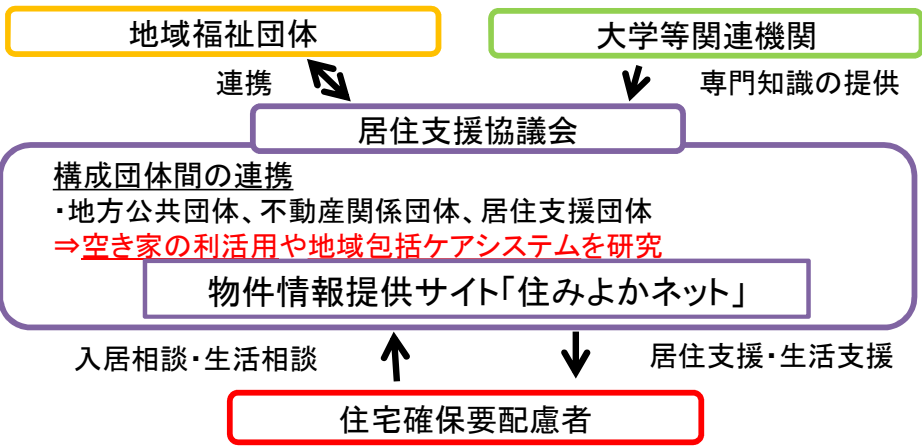 地域福祉団体
大学等関連機関
連携
専門知識の提供
居住支援協議会
構成団体間の連携
・地方公共団体、不動産関係団体、居住支援団体
⇒空き家の利活用や地域包括ケアシステムを研究
物件情報提供サイト「住みよかネット」
入居相談・生活相談
居住支援・生活支援
住宅確保要配慮者